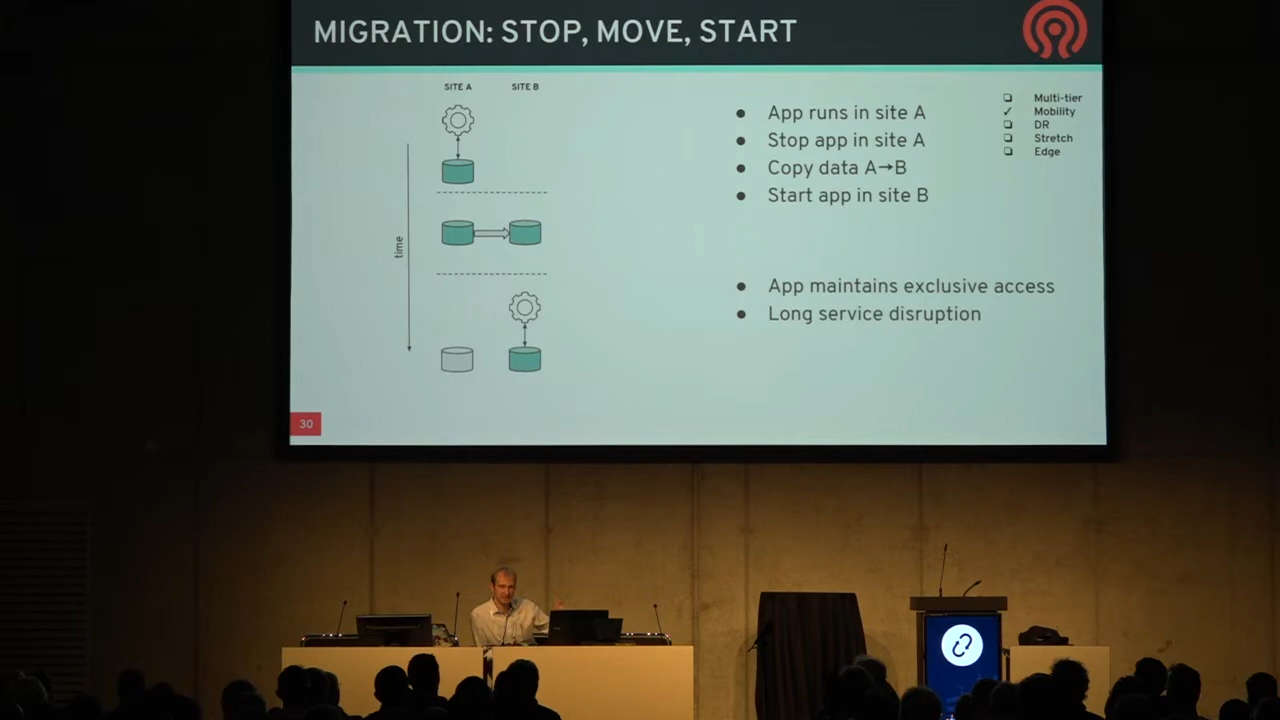 MIGRATION: STOP, MOVE, START
SITE A
SITE B
time
● App runs in site A
● Stop app in site A
● Copy data A→B
● Start app in site B
● App maintains exclusive access
● Long service disruption
❏ Multi-tier
✓ Mobility
❏ DR
❏ Stretch
❏ Edge
30